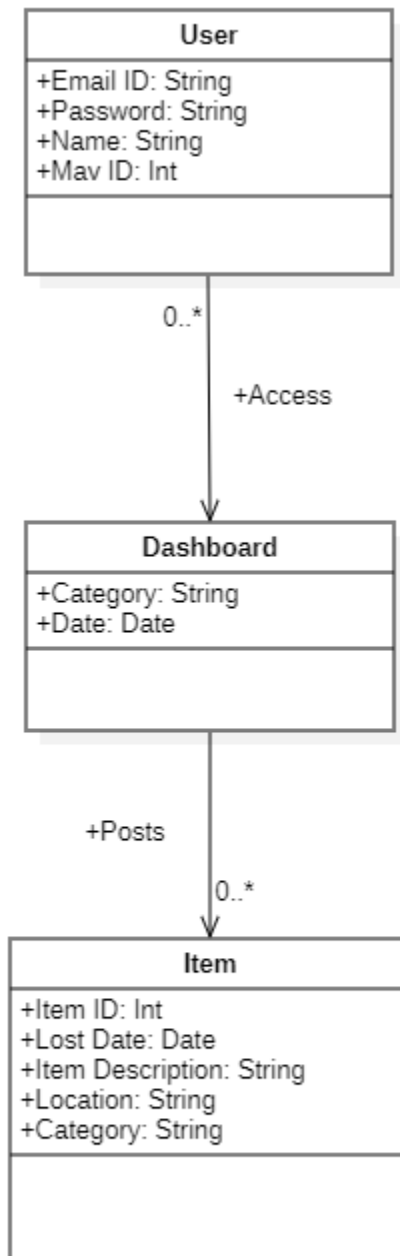 User
+Email ID: String
+Password: String
+Name: String
+Mav ID: Int
0..*
+Access
Dashboard
+Category: String
+Date: Date
+Posts
0..*
Item
+Item ID: Int
+Lost Date: Date
+Item Description: String
+Location: String
+Category: String